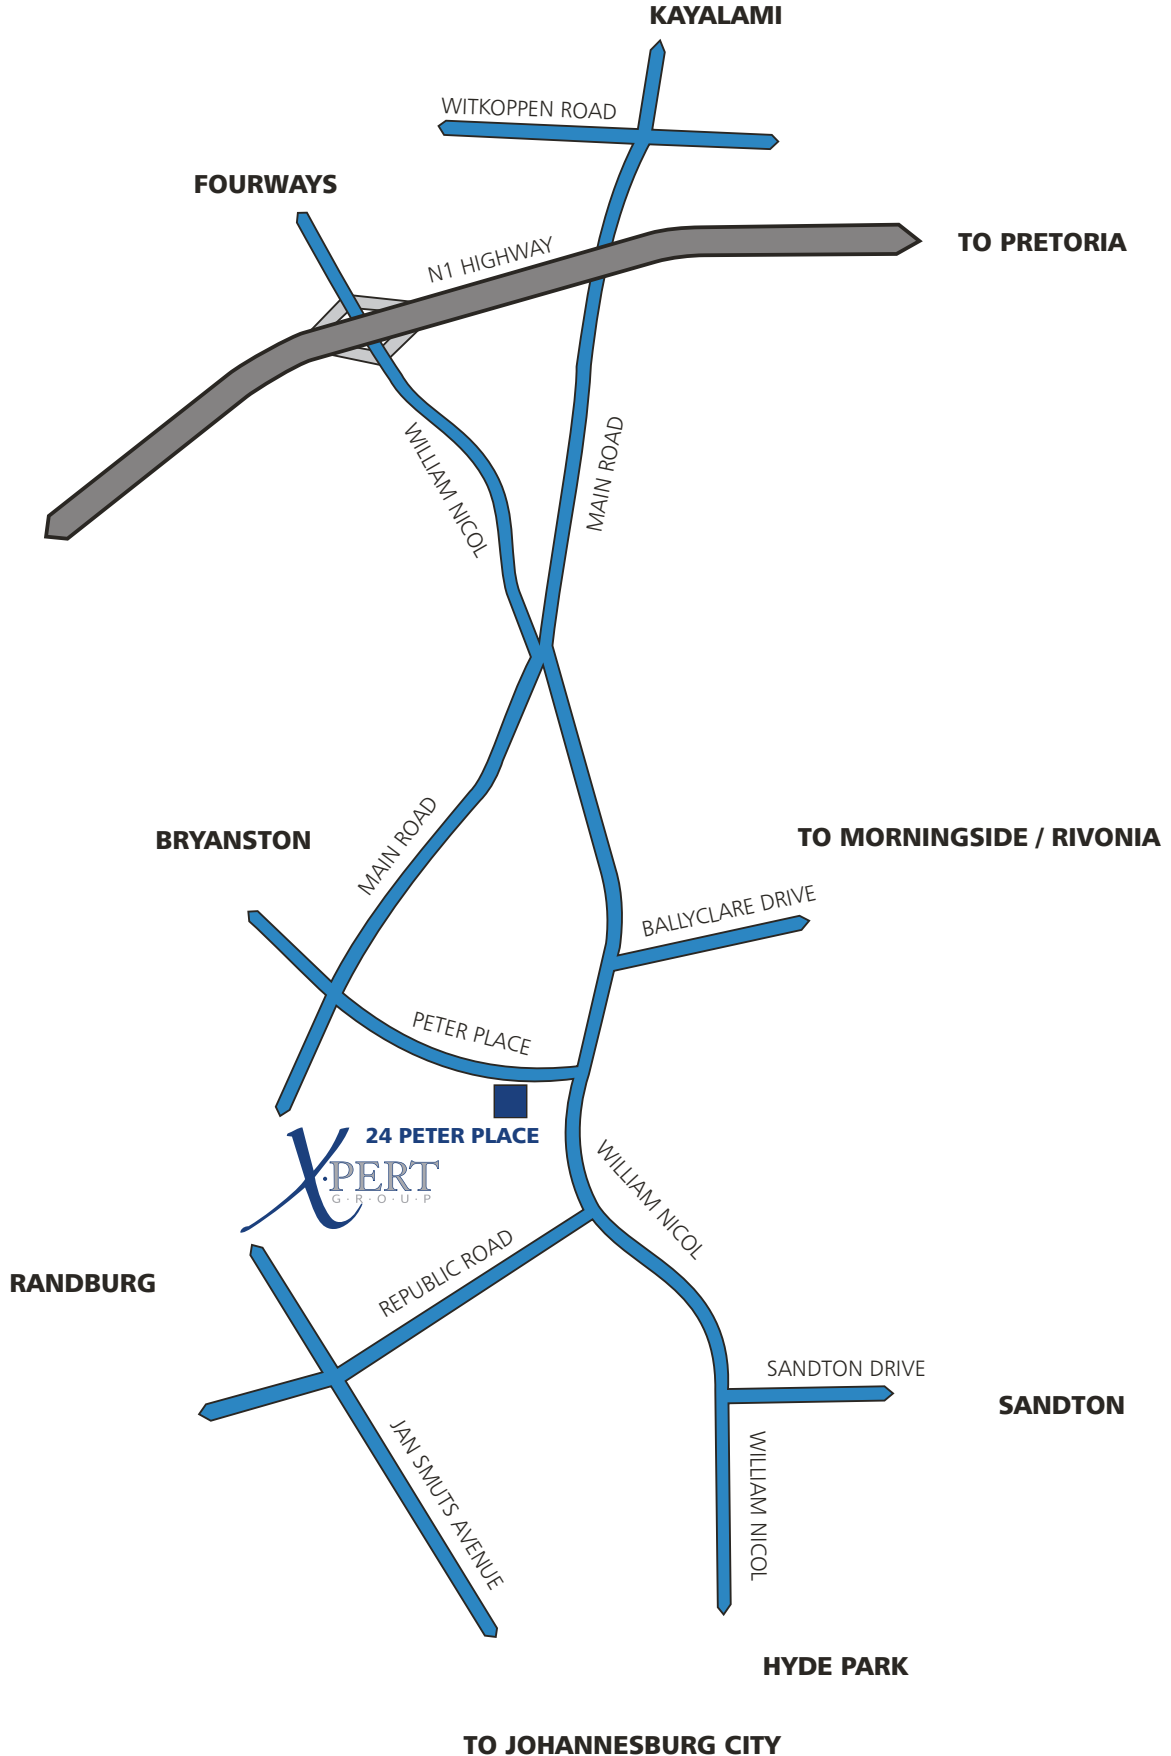 KAYALAMI
WITKOPPEN ROAD
FOURWAYS
N1 HIGHWAY
TO PRETORIA
WILLIAM NICOL
MAIN ROAD
MAIN ROAD
BRYANSTON
TO MORNINGSIDE / RIVONIA
BALLYCLARE DRIVE
PETER PLACE
24 PETER PLACE
X·PERT
G·R·O·U·P
WILLIAM NICOL
REPUBLIC ROAD
RANDBURG
SANDTON DRIVE
SANDTON
JAN SMUTS AVENUE
WILLIAM NICOL
HYDE PARK
TO JOHANNESBURG CITY